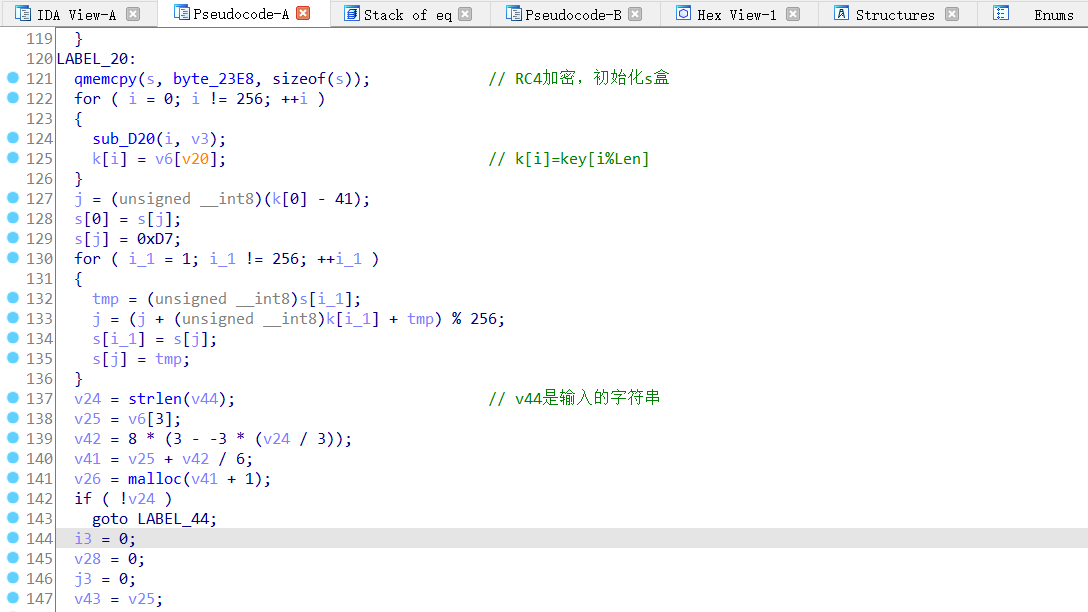 IDA View-A Pseudocode-A Stack of eq Pseudocode-B Hex View-1 Structures Enums
119 }
120 LABEL_20:
121 qmemcpy(s, byte_23E8, sizeof(s)); // RC4加密，初始化s盒
122 for ( i = 0; i != 256; ++i )
123 {
124 sub_D20(i, v3);
125 k[i] = v6[v20]; // k[i]=key[i%Len]
126 }
127 j = (unsigned __int8)(k[0] - 41);
128 s[0] = s[j];
129 s[j] = 0xD7;
130 for ( i_1 = 1; i_1 != 256; ++i_1 )
131 {
132 tmp = (unsigned __int8)s[i_1];
133 j = (j + (unsigned __int8)k[i_1] + tmp) % 256;
134 s[i_1] = s[j];
135 s[j] = tmp;
136 }
137 v24 = strlen(v44); // v44是输入的字符串
138 v25 = v6[3];
139 v42 = 8 * (3 - -3 * (v24 / 3));
140 v41 = v25 + v42 / 6;
141 v26 = malloc(v41 + 1);
142 if ( !v24 )
143 goto LABEL_44;
144 i3 = 0;
145 v28 = 0;
146 j3 = 0;
147 v43 = v25;